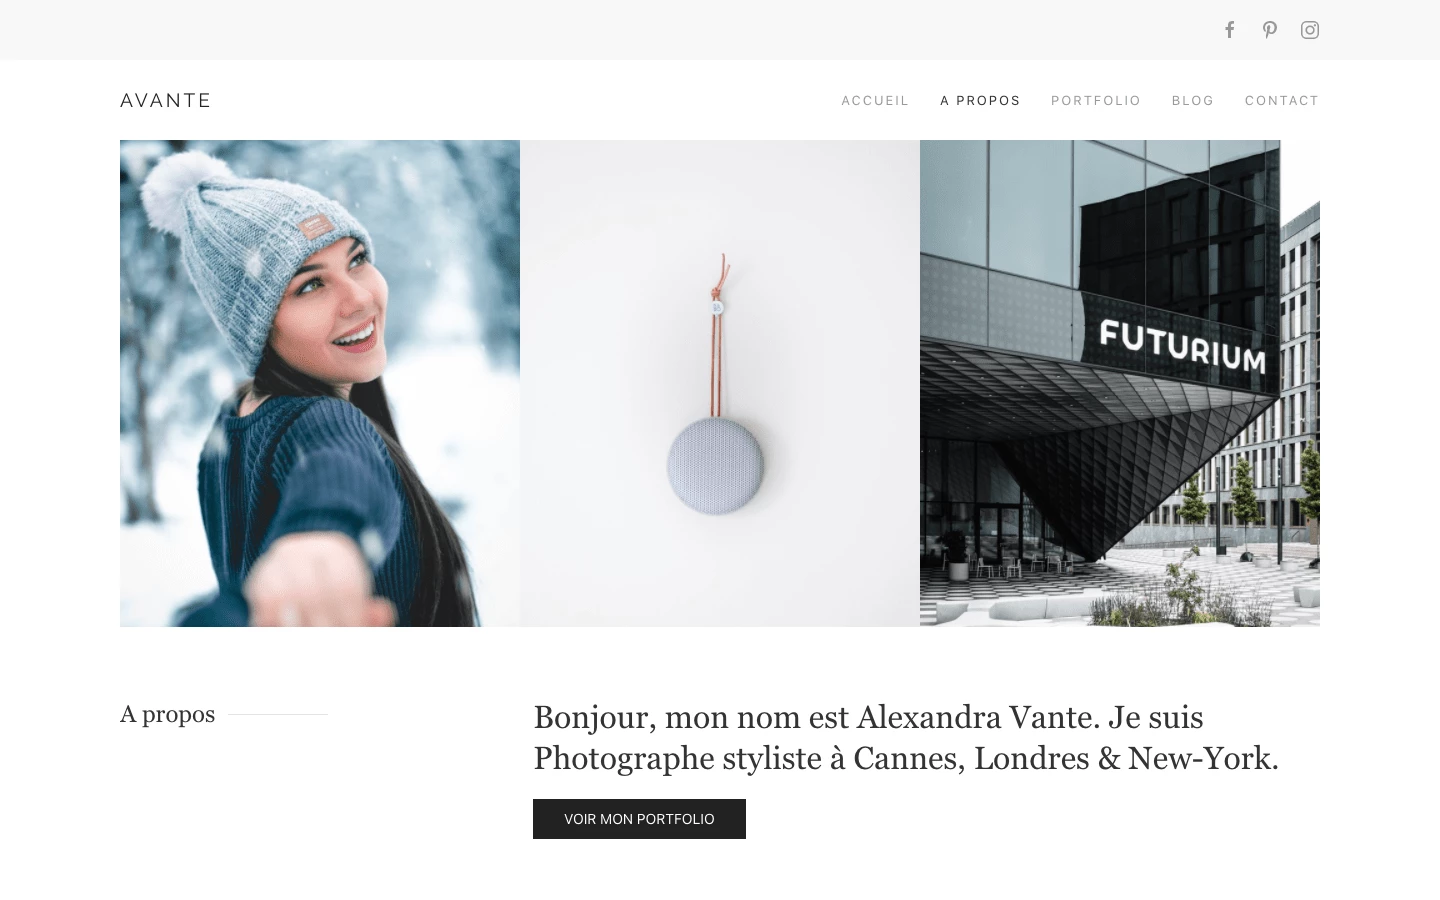 AVANTE
ACCUEIL A PROPOS PORTFOLIO BLOG CONTACT
FUTURIUM
A propos
Bonjour, mon nom est Alexandra Vante. Je suis
Photographe styliste à Cannes, Londres & New-York.
VOIR MON PORTFOLIO